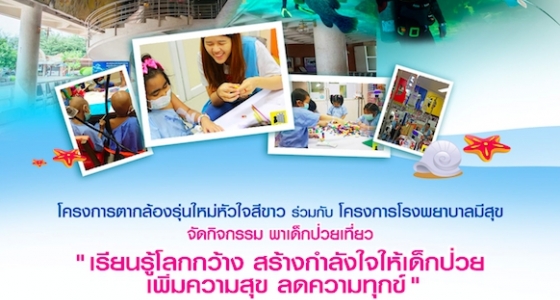 โครงการตากล้องรุ่นใหม่หัวใจสีขาว ร่วมกับ โครงการโรงพยาบาลมีสุข
จัดกิจกรรม พาเด็กป่วยเที่ยว
"เรียนรู้โลกกว้าง สร้างกำลังใจให้เด็กป่วย
เพิ่มความสุข ลดความทุกข์"